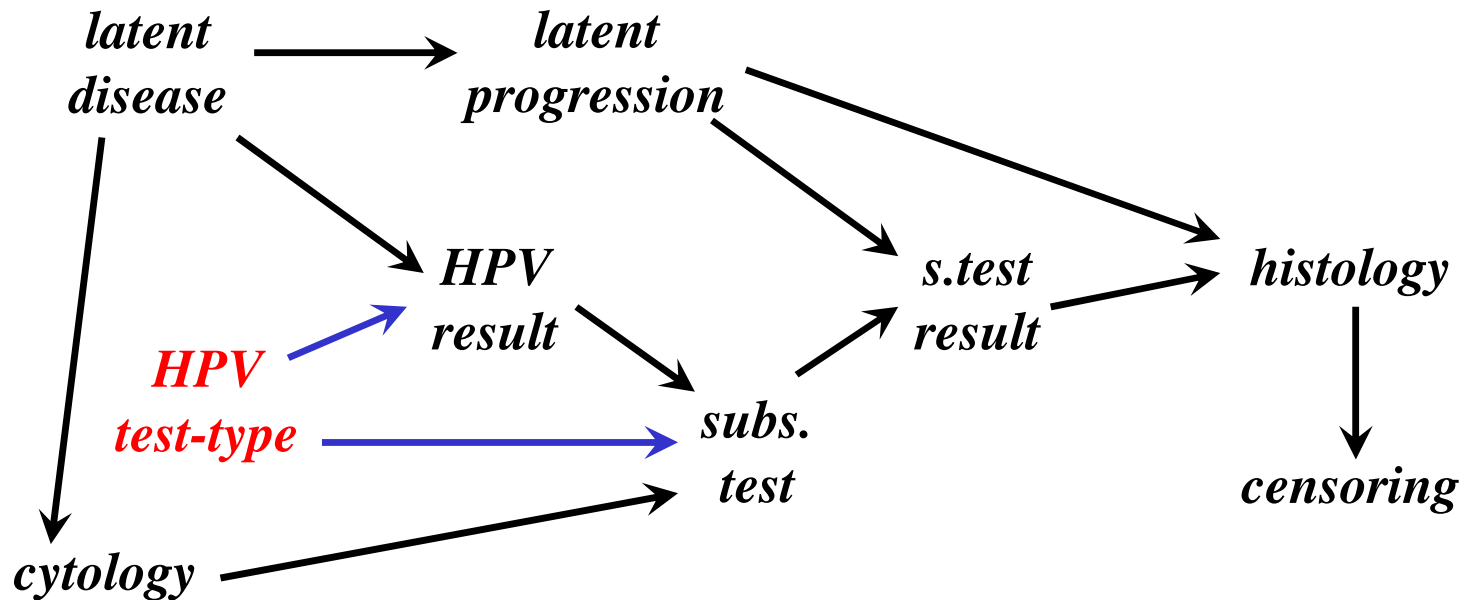 latent
disease
latent
progression
HPV
result
s.test
result
histology
HPV
test-type
subs.
test
censoring
cytology